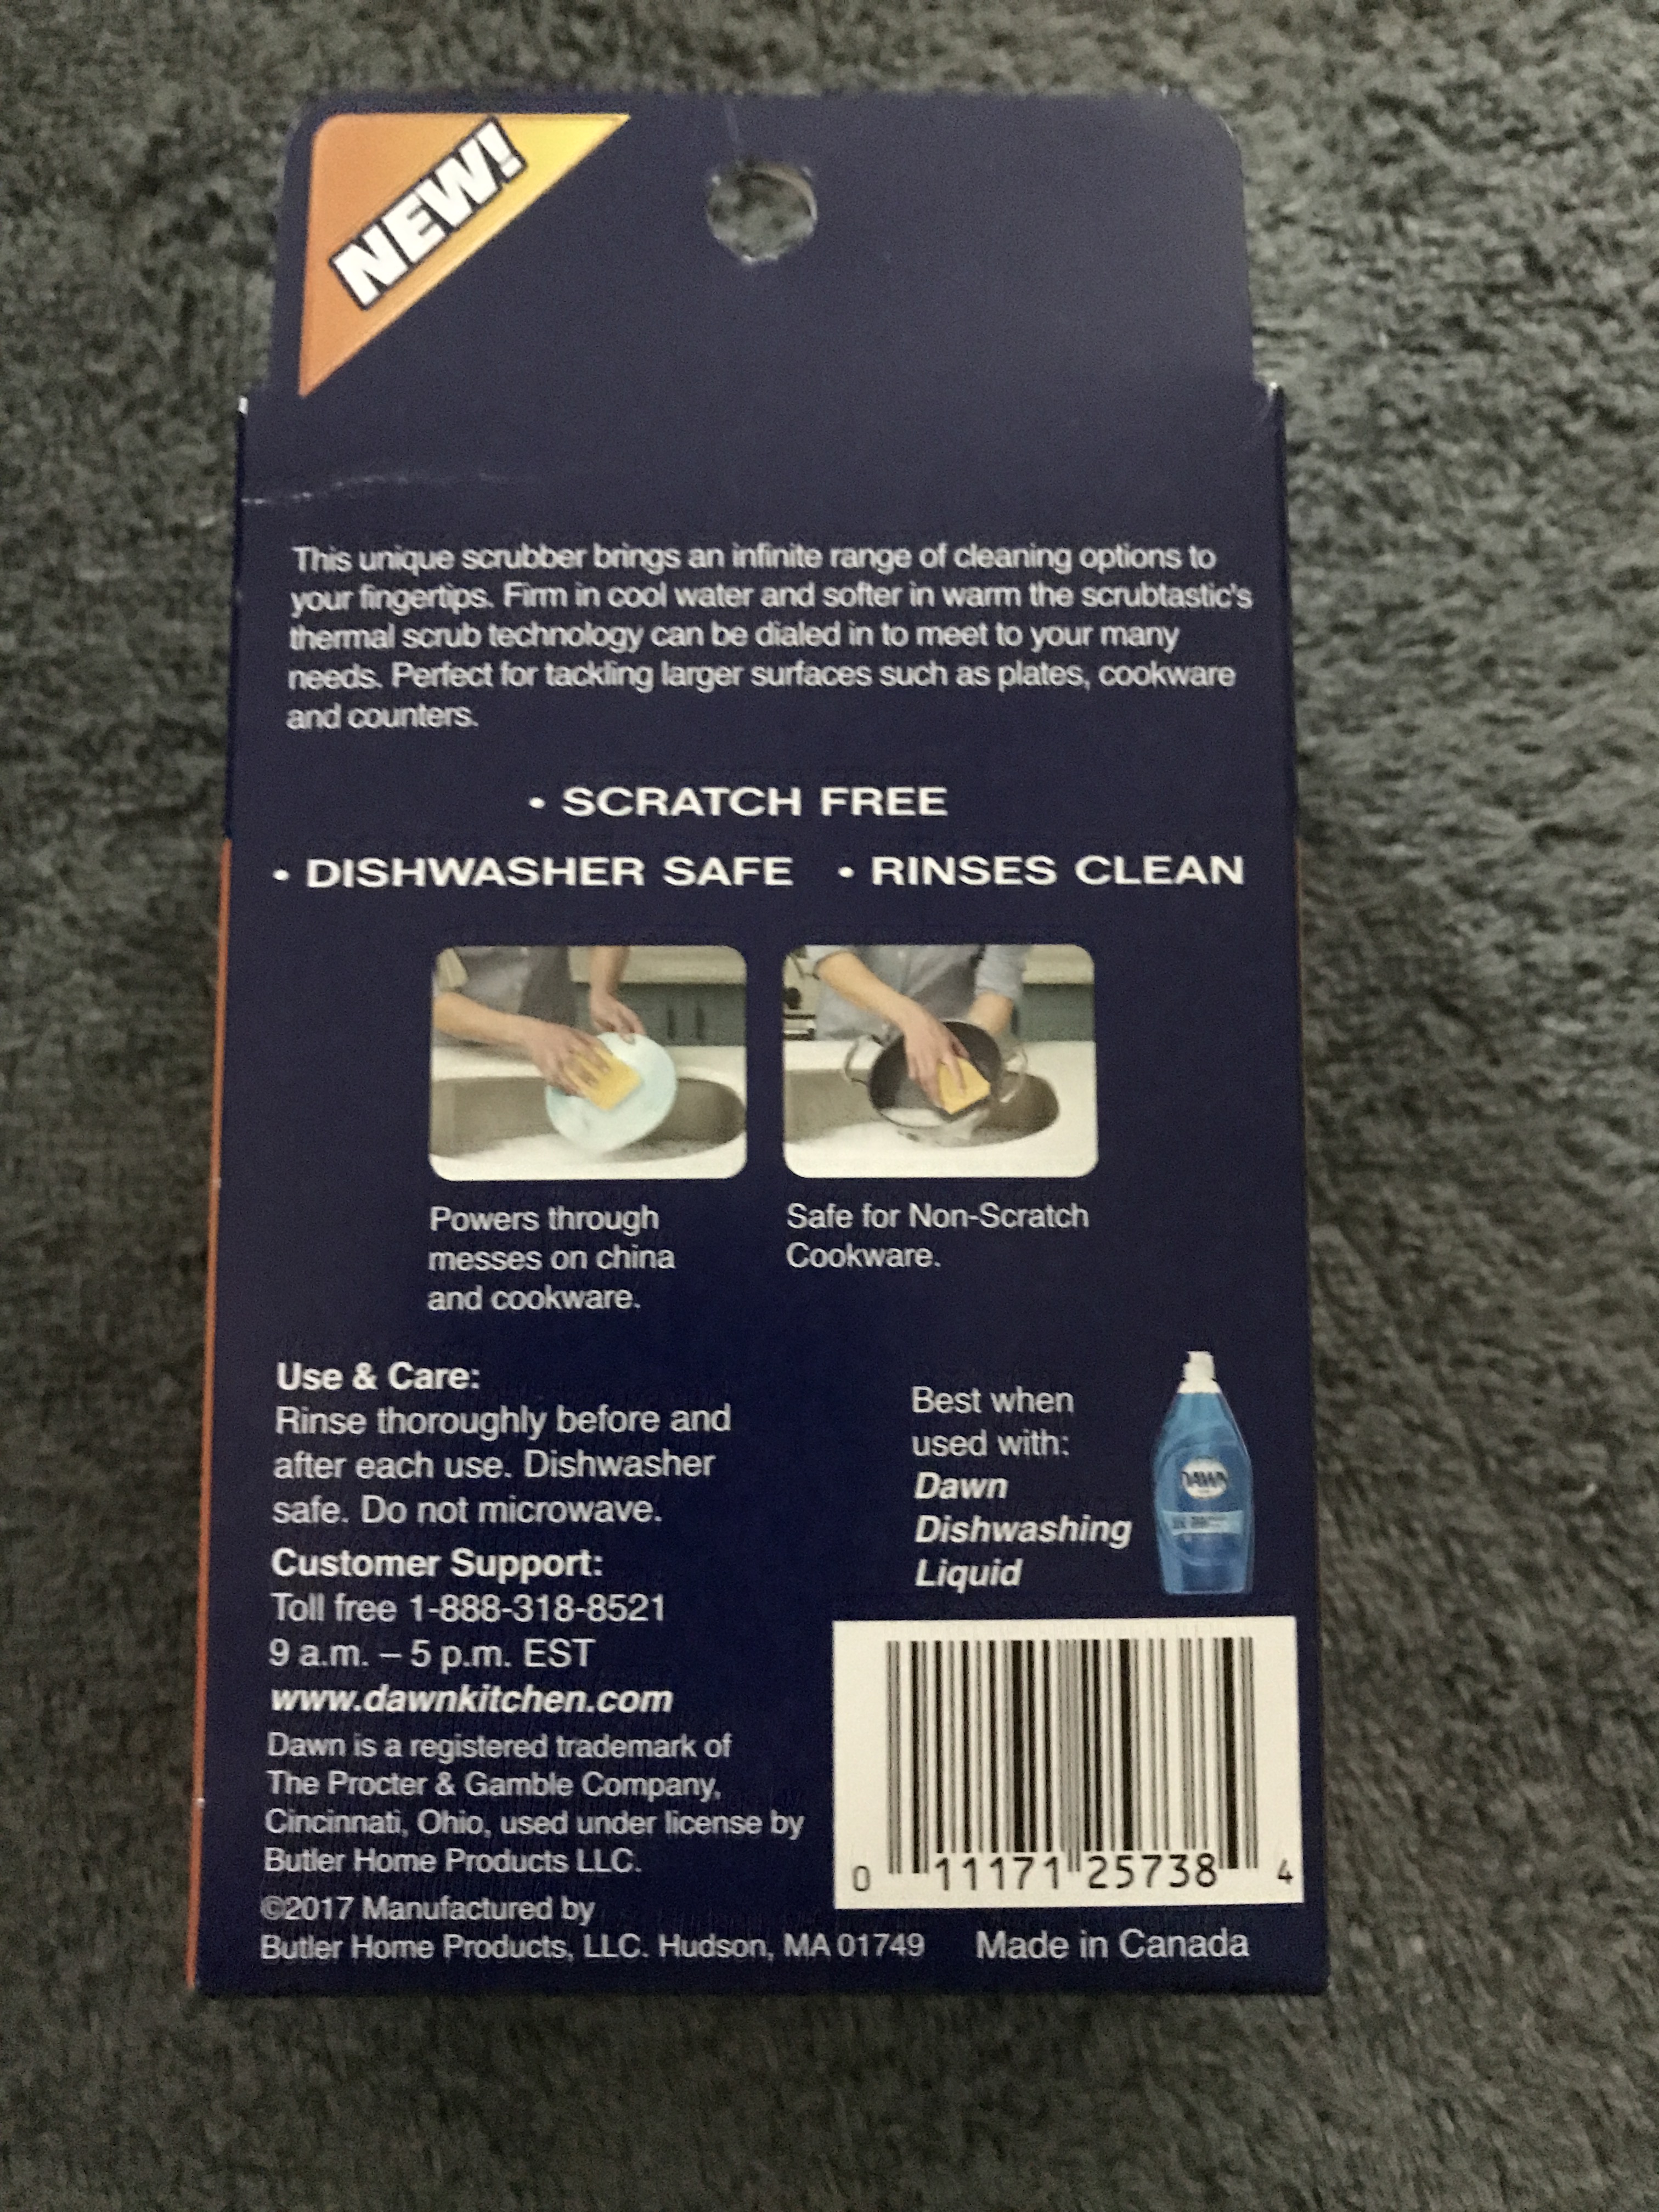 NEW!
This unique scrubber brings an infinite range of cleaning options to
your fingertips. Firm in cool water and softer in warm the scrubtastic's
thermal scrub technology can be dialed in to meet to your many
needs. Perfect for tackling larger surfaces such as plates, cookware
and counters.
• SCRATCH FREE
• DISHWASHER SAFE • RINSES CLEAN
Powers through
messes on china
and cookware.
Safe for Non-Scratch
Cookware.
Use & Care:
Rinse thoroughly before and
after each use. Dishwasher
safe. Do not microwave.
Customer Support:
Toll free 1-888-318-8521
9 a.m. – 5 p.m. EST
www.dawnkitchen.com
Dawn is a registered trademark of
The Procter & Gamble Company,
Cincinnati, Ohio, used under license by
Butler Home Products LLC.
©2017 Manufactured by
Butler Home Products, LLC. Hudson, MA 01749
Best when
used with:
Dawn
Dishwashing
Liquid
DAWN
0 11171 25738 4
Made in Canada